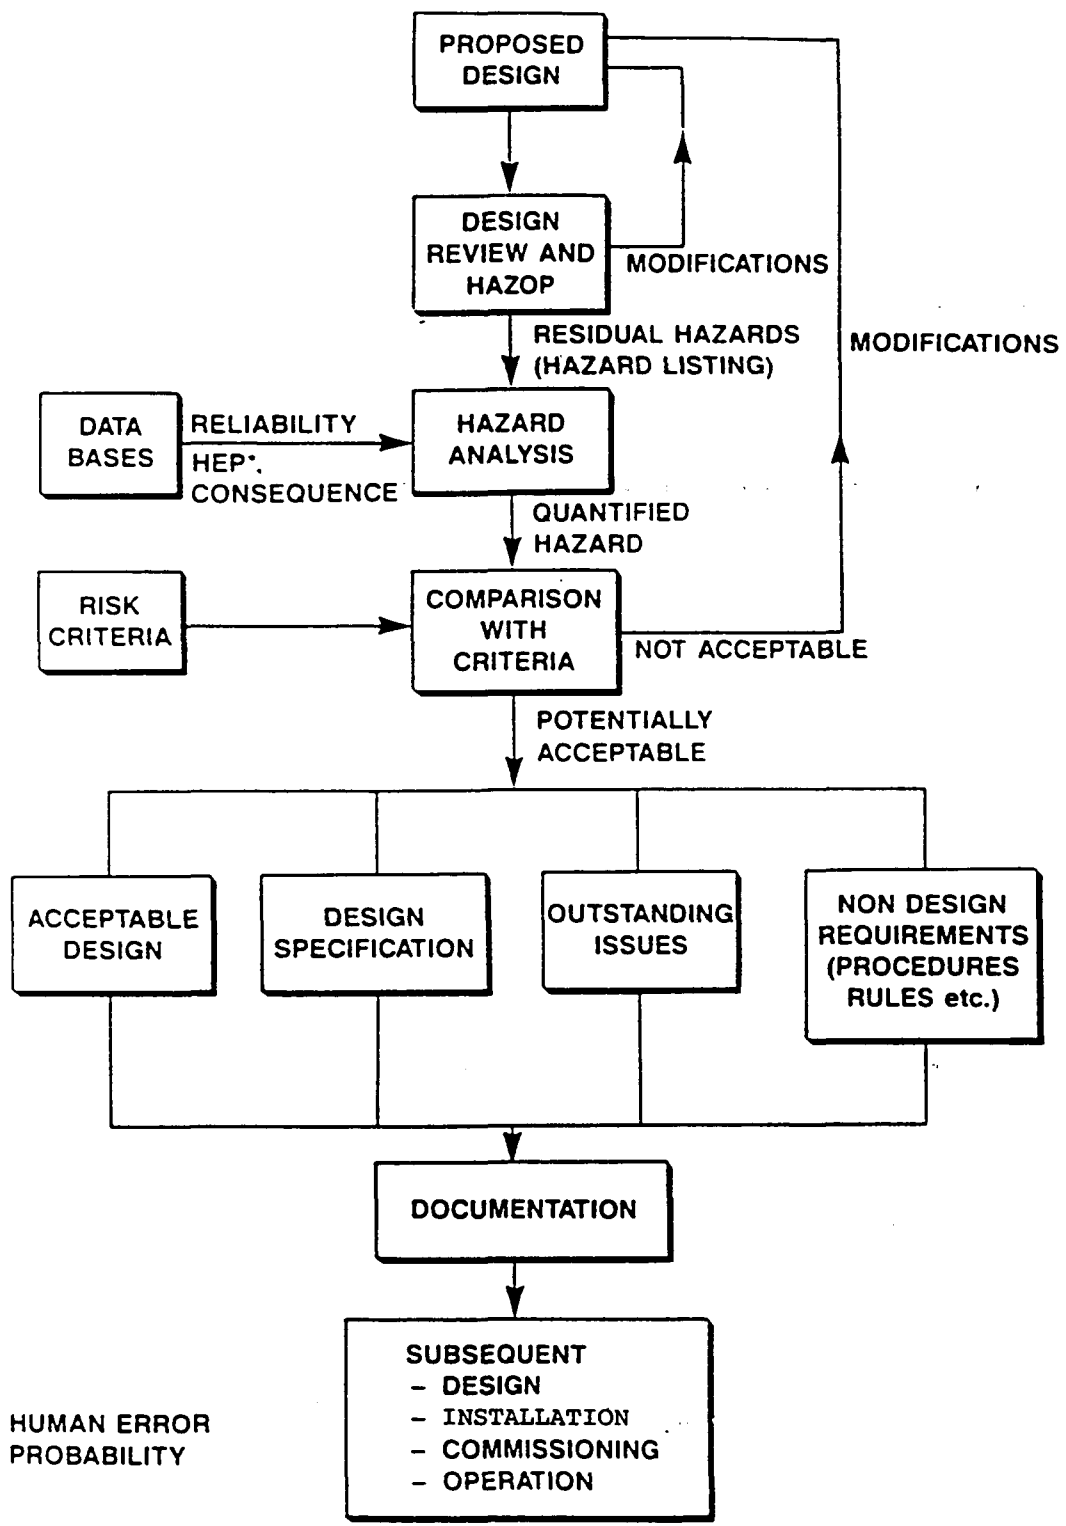 PROPOSED
DESIGN
DESIGN
REVIEW AND
HAZOP
MODIFICATIONS
RESIDUAL HAZARDS
(HAZARD LISTING)
MODIFICATIONS
DATA
BASES
RELIABILITY
HEP*,
CONSEQUENCE
HAZARD
ANALYSIS
QUANTIFIED
HAZARD
RISK
CRITERIA
COMPARISON
WITH
CRITERIA
NOT ACCEPTABLE
POTENTIALLY
ACCEPTABLE
ACCEPTABLE
DESIGN
DESIGN
SPECIFICATION
OUTSTANDING
ISSUES
NON DESIGN
REQUIREMENTS
(PROCEDURES
RULES etc.)
DOCUMENTATION
SUBSEQUENT
– DESIGN
– INSTALLATION
– COMMISSIONING
– OPERATION
HUMAN ERROR
PROBABILITY